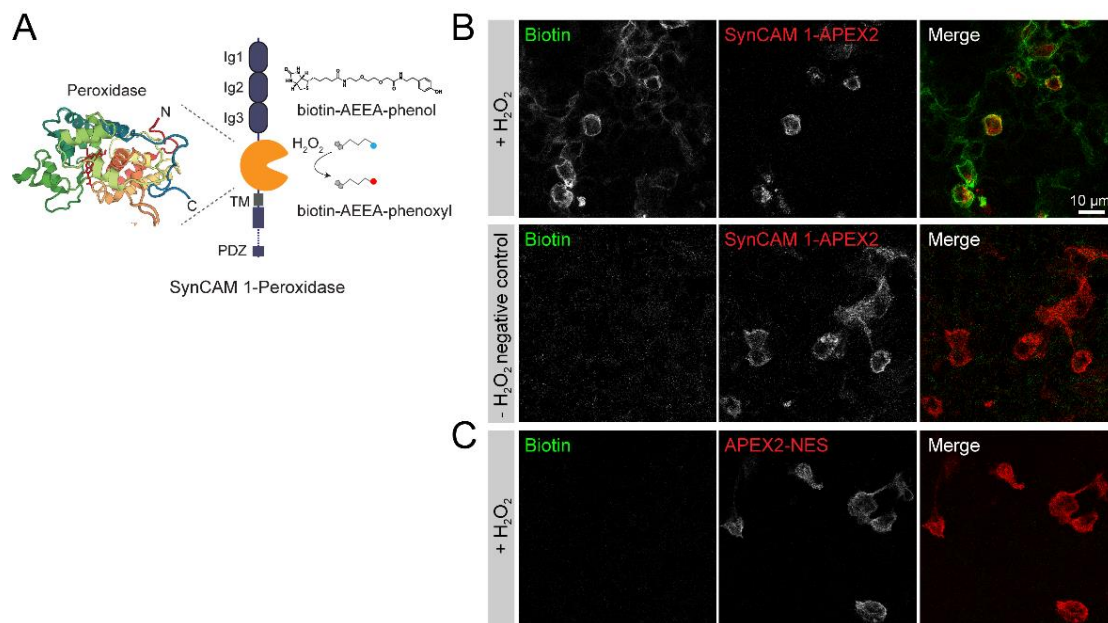 A
Peroxidase
N
C
Ig1
Ig2
Ig3
TM
PDZ
biotin-AEEA-phenol
H₂O₂
biotin-AEEA-phenoxyl
SynCAM 1-Peroxidase
B
+ H₂O₂
Biotin
SynCAM 1-APEX2
Merge
10 µm
- H₂O₂ negative control
Biotin
SynCAM 1-APEX2
Merge
C
+ H₂O₂
Biotin
APEX2-NES
Merge